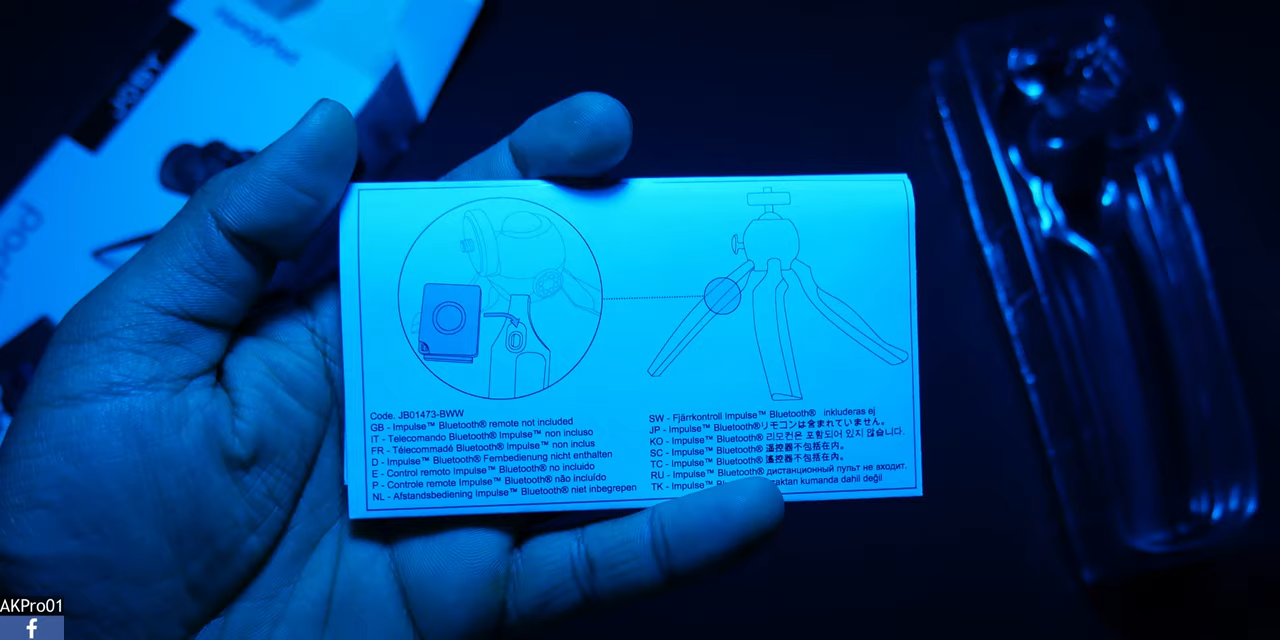 JOBY
Code. JB01473-BWW
GB - Impulse™ Bluetooth® remote not included
IT - Telecomando Bluetooth® Impulse™ non incluso
FR - Télécommadé Bluetooth® Impulse™ non inclus
D - Impulse™ Bluetooth® Fembedienung nicht enthalten
E - Control remoto Impulse™ Bluetooth® no incluido
P - Controle remoto Impulse™ Bluetooth® não incluído
NL - Afstandsbediening Impulse™ Bluetooth® niet inbegrepen
SW - Fjärrkontroll Impulse™ Bluetooth® inkluderas ej
JP - Impulse™ Bluetooth®リモコンは含まれていません。
KO - Impulse™ Bluetooth® 리모컨은 포함되어 있지 않습니다.
SC - Impulse™ Bluetooth® 遥控器不包括在内。
TC - Impulse™ Bluetooth® 遙控器不包括在內。
RU - Impulse™ Bluetooth® дистанционный пульт не входит.
TK - Impulse™ kumanda dahil değil
AKPro01
f